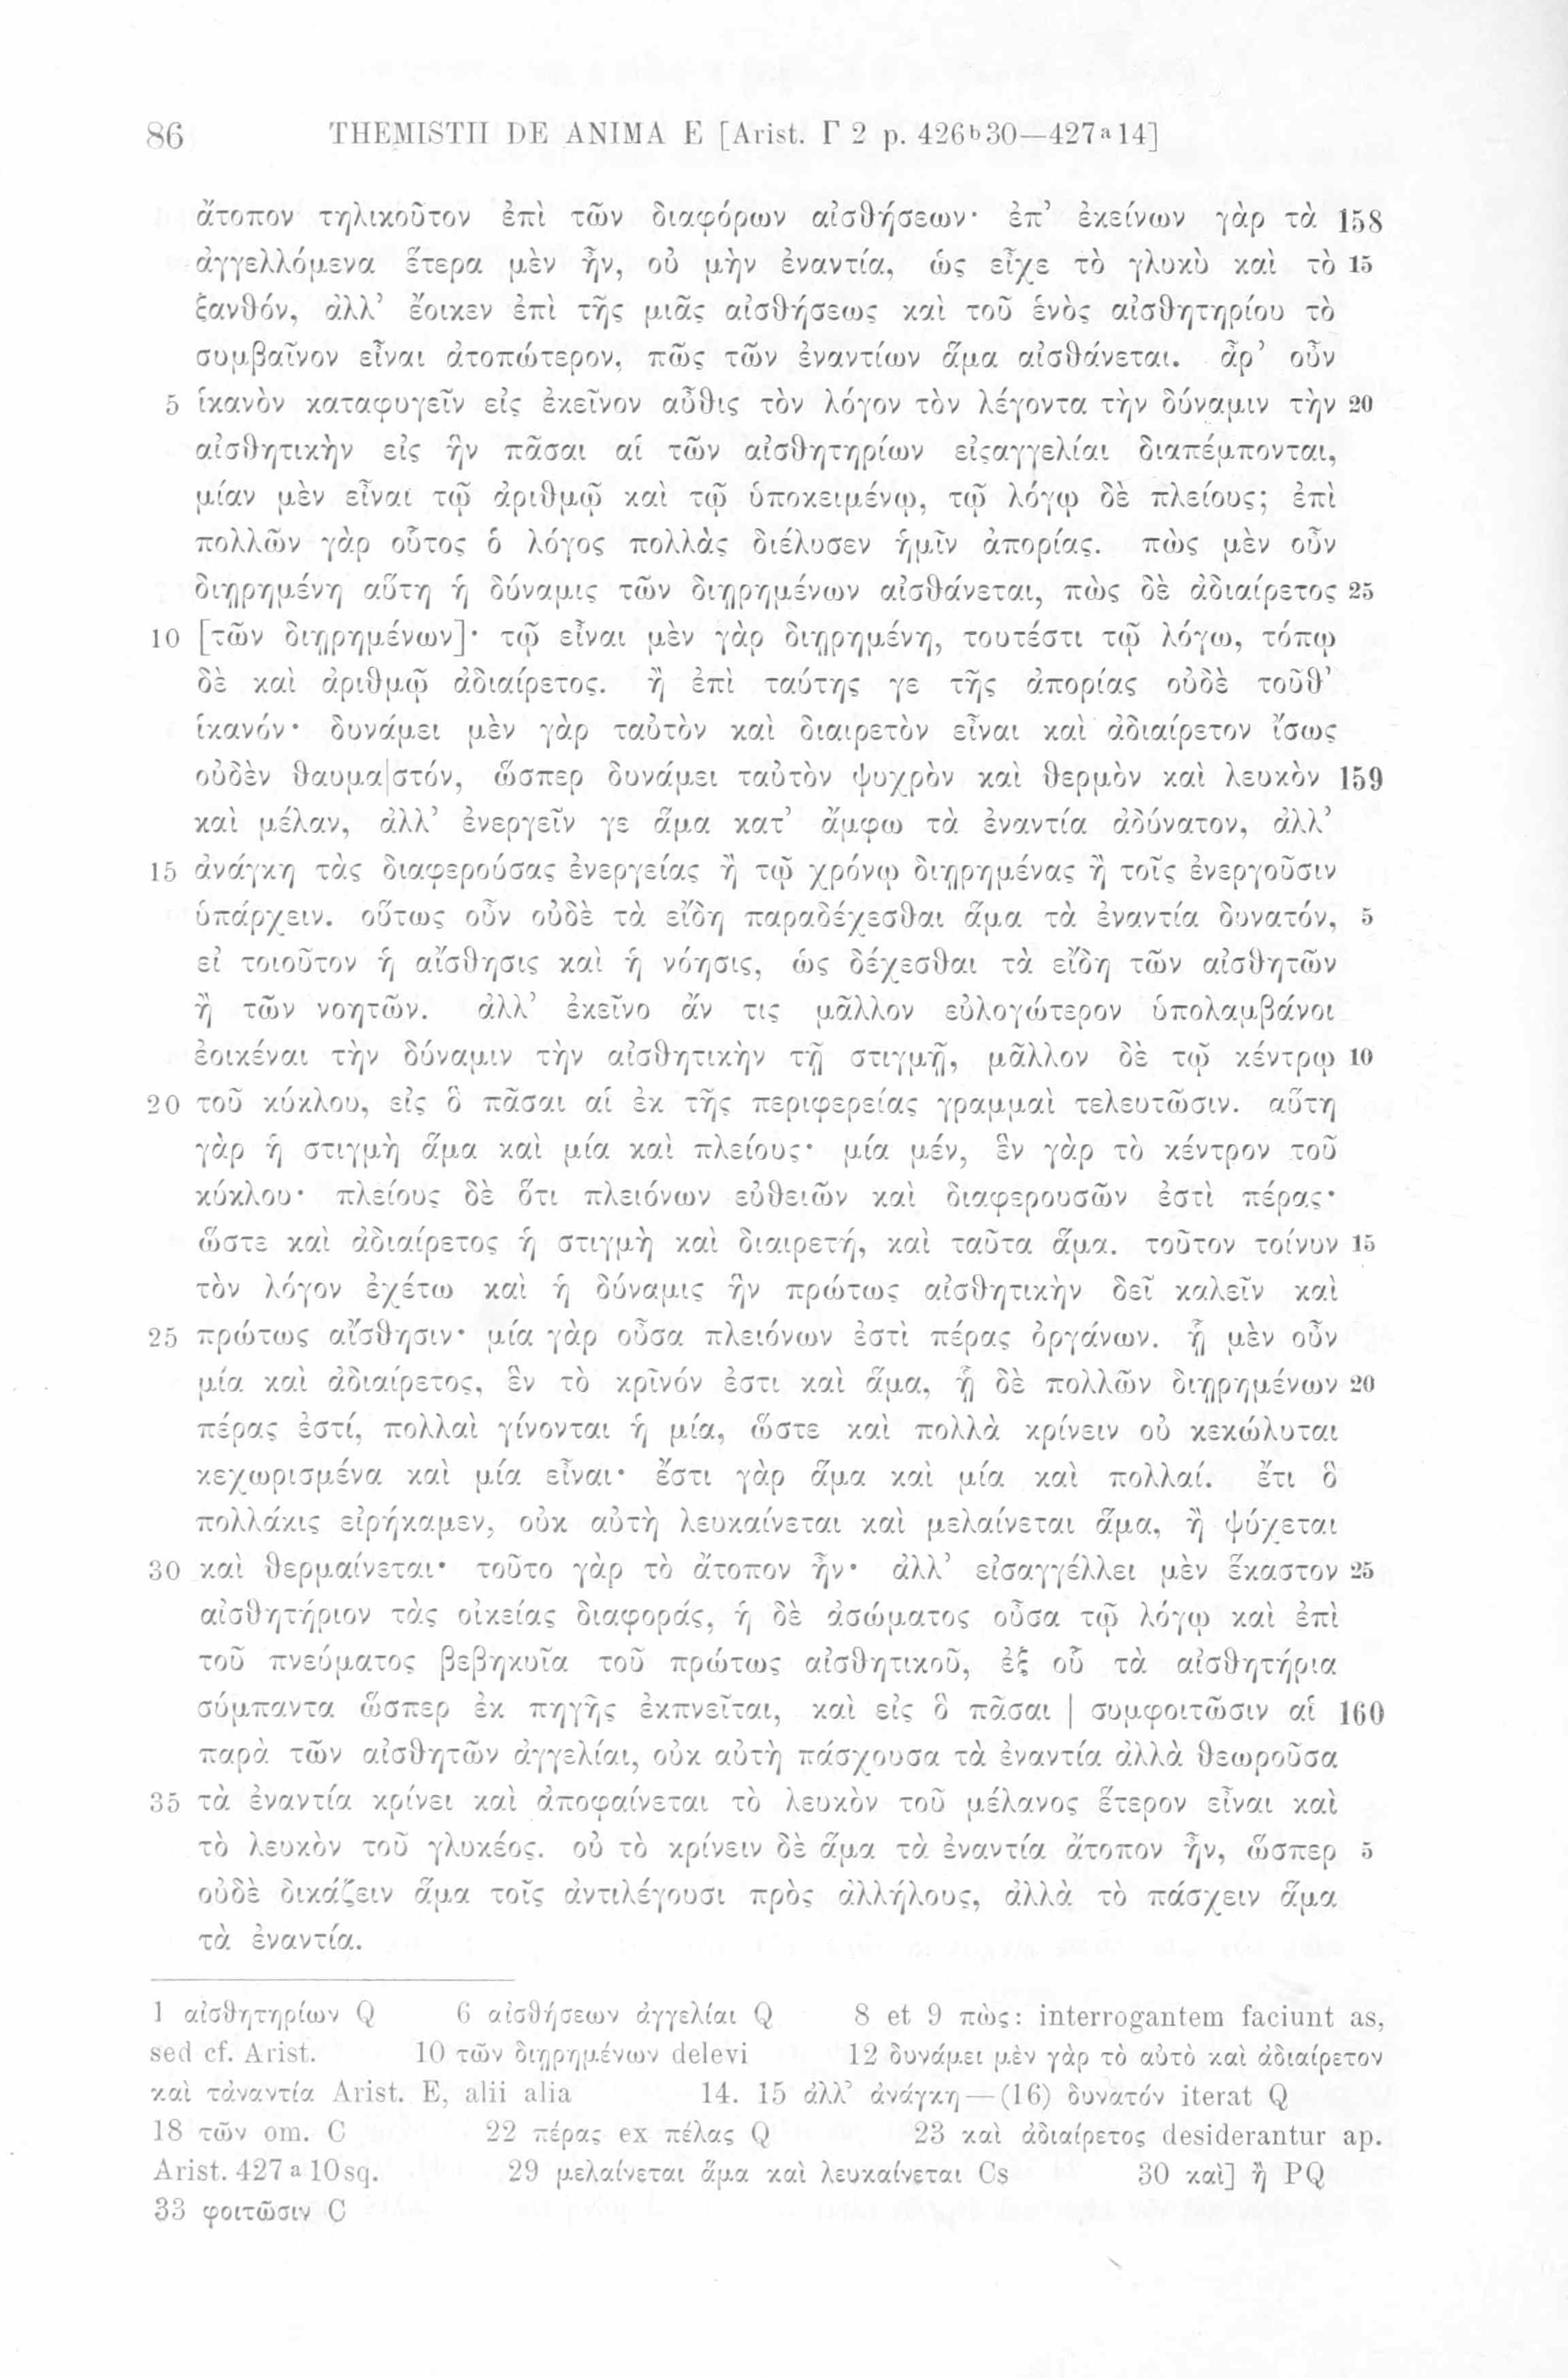 86 THEMISTII DE ANIMA E [Arist. Γ 2 p. 426b30—427a14]
ἄτοπον τηλικοῦτον ἐπὶ τῶν διαφόρων αἰσθήσεων· ἐπ’ ἐκείνων γὰρ τὰ 158
ἀγγελλόμενα ἕτερα μὲν ἦν, οὐ μὴν ἐναντία, ὡς εἶχε τὸ γλυκὺ καὶ τὸ 15
ξανθόν, ἀλλ’ ἔοικεν ἐπὶ τῆς μιᾶς αἰσθήσεως καὶ τοῦ ἑνὸς αἰσθητηρίου τὸ
συμβαῖνον εἶναι ἀτοπώτερον, πῶς τῶν ἐναντίων ἅμα αἰσθάνεται. ἆρ’ οὖν
5 ἱκανὸν καταφυγεῖν εἰς ἐκεῖνον αὖθις τὸν λόγον τὸν λέγοντα τὴν δύναμιν τὴν 20
αἰσθητικὴν εἰς ἣν πᾶσαι αἱ τῶν αἰσθητηρίων εἰςαγγελίαι διαπέμπονται,
μίαν μὲν εἶναι τῷ ἀριθμῷ καὶ τῷ ὑποκειμένῳ, τῷ λόγῳ δὲ πλείους; ἐπὶ
πολλῶν γὰρ οὗτος ὁ λόγος πολλὰς διέλυσεν ἡμῖν ἀπορίας. πὼς μὲν οὖν
διῃρημένη αὕτη ἡ δύναμις τῶν διῃρημένων αἰσθάνεται, πὼς δὲ ἀδιαίρετος 25
10 [τῶν διῃρημένων]· τῷ εἶναι μὲν γὰρ διῃρημένη, τουτέστι τῷ λόγω, τόπῳ
δὲ καὶ ἀριθμῷ ἀδιαίρετος. ἢ ἐπὶ ταύτης γε τῆς ἀπορίας οὐδὲ τοῦθ’
ἱκανόν· δυνάμει μὲν γὰρ ταὐτὸν καὶ διαιρετὸν εἶναι καὶ ἀδιαίρετον ἴσως
οὐδὲν θαυμα|στόν, ὥσπερ δυνάμει ταὐτὸν ψυχρὸν καὶ θερμὸν καὶ λευκὸν 159
καὶ μέλαν, ἀλλ’ ἐνεργεῖν γε ἅμα κατ’ ἄμφω τὰ ἐναντία ἀδύνατον, ἀλλ’
15 ἀνάγκη τὰς διαφερούσας ἐνεργείας ἢ τῷ χρόνῳ διῃρημένας ἢ τοῖς ἐνεργοῦσιν
ὑπάρχειν. οὕτως οὖν οὐδὲ τὰ εἴδη παραδέχεσθαι ἅμα τὰ ἐναντία δυνατόν, 5
εἰ τοιοῦτον ἡ αἴσθησις καὶ ἡ νόησις, ὡς δέχεσθαι τὰ εἴδη τῶν αἰσθητῶν
ἢ τῶν νοητῶν. ἀλλ’ ἐκεῖνο ἄν τις μᾶλλον εὐλογώτερον ὑπολαμβάνοι
ἐοικέναι τὴν δύναμιν τὴν αἰσθητικὴν τῇ στιγμῇ, μᾶλλον δὲ τῷ κέντρῳ 10
20 τοῦ κύκλου, εἰς ὃ πᾶσαι αἱ ἐκ τῆς περιφερείας γραμμαὶ τελευτῶσιν. αὕτη
γὰρ ἡ στιγμὴ ἅμα καὶ μία καὶ πλείους· μία μέν, ἓν γὰρ τὸ κέντρον τοῦ
κύκλου· πλείους δὲ ὅτι πλειόνων εὐθειῶν καὶ διαφερουσῶν ἐστὶ πέρας·
ὥστε καὶ ἀδιαίρετος ἡ στιγμὴ καὶ διαιρετή, καὶ ταῦτα ἅμα. τοῦτον τοίνυν 15
τὸν λόγον ἐχέτω καὶ ἡ δύναμις ἣν πρώτως αἰσθητικὴν δεῖ καλεῖν καὶ
25 πρώτως αἴσθησιν· μία γὰρ οὖσα πλειόνων ἐστὶ πέρας ὀργάνων. ᾗ μὲν οὖν
μία καὶ ἀδιαίρετος, ἓν τὸ κρῖνόν ἐστι καὶ ἅμα, ᾗ δὲ πολλῶν διῃρημένων 20
πέρας ἐστί, πολλαὶ γίνονται ἡ μία, ὥστε καὶ πολλὰ κρίνειν οὐ κεκώλυται
κεχωρισμένα καὶ μία εἶναι· ἔστι γὰρ ἅμα καὶ μία καὶ πολλαί. ἔτι ὃ
πολλάκις εἰρήκαμεν, οὐκ αὐτὴ λευκαίνεται καὶ μελαίνεται ἅμα, ἢ ψύχεται
30 καὶ θερμαίνεται· τοῦτο γὰρ τὸ ἄτοπον ἦν· ἀλλ’ εἰσαγγέλλει μὲν ἕκαστον 25
αἰσθητήριον τὰς οἰκείας διαφοράς, ἡ δὲ ἀσώματος οὖσα τῷ λόγῳ καὶ ἐπὶ
τοῦ πνεύματος βεβηκυῖα τοῦ πρώτως αἰσθητικοῦ, ἐξ οὗ τὰ αἰσθητήρια
σύμπαντα ὥσπερ ἐκ πηγῆς ἐκπνεῖται, καὶ εἰς ὃ πᾶσαι | συμφοιτῶσιν αἱ 160
παρὰ τῶν αἰσθητῶν ἀγγελίαι, οὐκ αὐτὴ πάσχουσα τὰ ἐναντία ἀλλὰ θεωροῦσα
35 τὰ ἐναντία κρίνει καὶ ἀποφαίνεται τὸ λευκὸν τοῦ μέλανος ἕτερον εἶναι καὶ
τὸ λευκὸν τοῦ γλυκέος. οὐ τὸ κρίνειν δὲ ἅμα τὰ ἐναντία ἄτοπον ἦν, ὥσπερ 5
οὐδὲ δικάζειν ἅμα τοῖς ἀντιλέγουσι πρὸς ἀλλήλους, ἀλλὰ τὸ πάσχειν ἅμα
τὰ ἐναντία.
1 αἰσθητηρίων Q 6 αἰσθήσεων ἀγγελίαι Q 8 et 9 πὼς: interrogantem faciunt as,
sed cf. Arist. 10 τῶν διῃρημένων delevi 12 δυνάμει μὲν γὰρ τὸ αὐτὸ καὶ ἀδιαίρετον
καὶ τἀναντία Arist. E, alii alia 14. 15 ἀλλ’ ἀνάγκη—(16) δυνατόν iterat Q
18 τῶν om. C 22 πέρας ex πέλας Q 23 καὶ ἀδιαίρετος desiderantur ap.
Arist. 427 a 10sq. 29 μελαίνεται ἅμα καὶ λευκαίνεται Cs 30 καὶ] ἢ PQ
33 φοιτῶσιν C